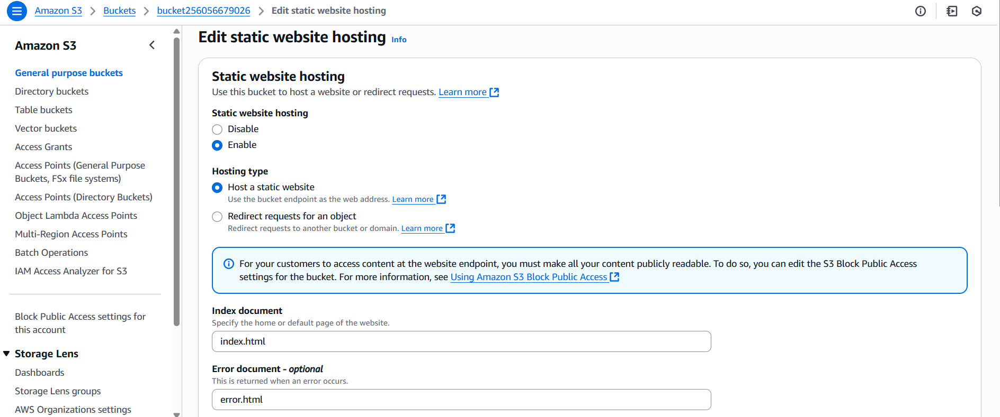 Amazon S3 > Buckets > bucket256056679026 > Edit static website hosting
Amazon S3
General purpose buckets
Directory buckets
Table buckets
Vector buckets
Access Grants
Access Points (General Purpose
Buckets, FSx file systems)
Access Points (Directory Buckets)
Object Lambda Access Points
Multi-Region Access Points
Batch Operations
IAM Access Analyzer for S3
Block Public Access settings for
this account
Storage Lens
Dashboards
Storage Lens groups
AWS Organizations settings
Edit static website hosting Info
Static website hosting
Use this bucket to host a website or redirect requests. Learn more
Static website hosting
Disable
Enable
Hosting type
Host a static website
Use the bucket endpoint as the web address. Learn more
Redirect requests for an object
Redirect requests to another bucket or domain. Learn more
For your customers to access content at the website endpoint, you must make all your content publicly readable. To do so, you can edit the S3 Block Public Access
settings for the bucket. For more information, see Using Amazon S3 Block Public Access
Index document
Specify the home or default page of the website.
index.html
Error document - optional
This is returned when an error occurs.
error.html